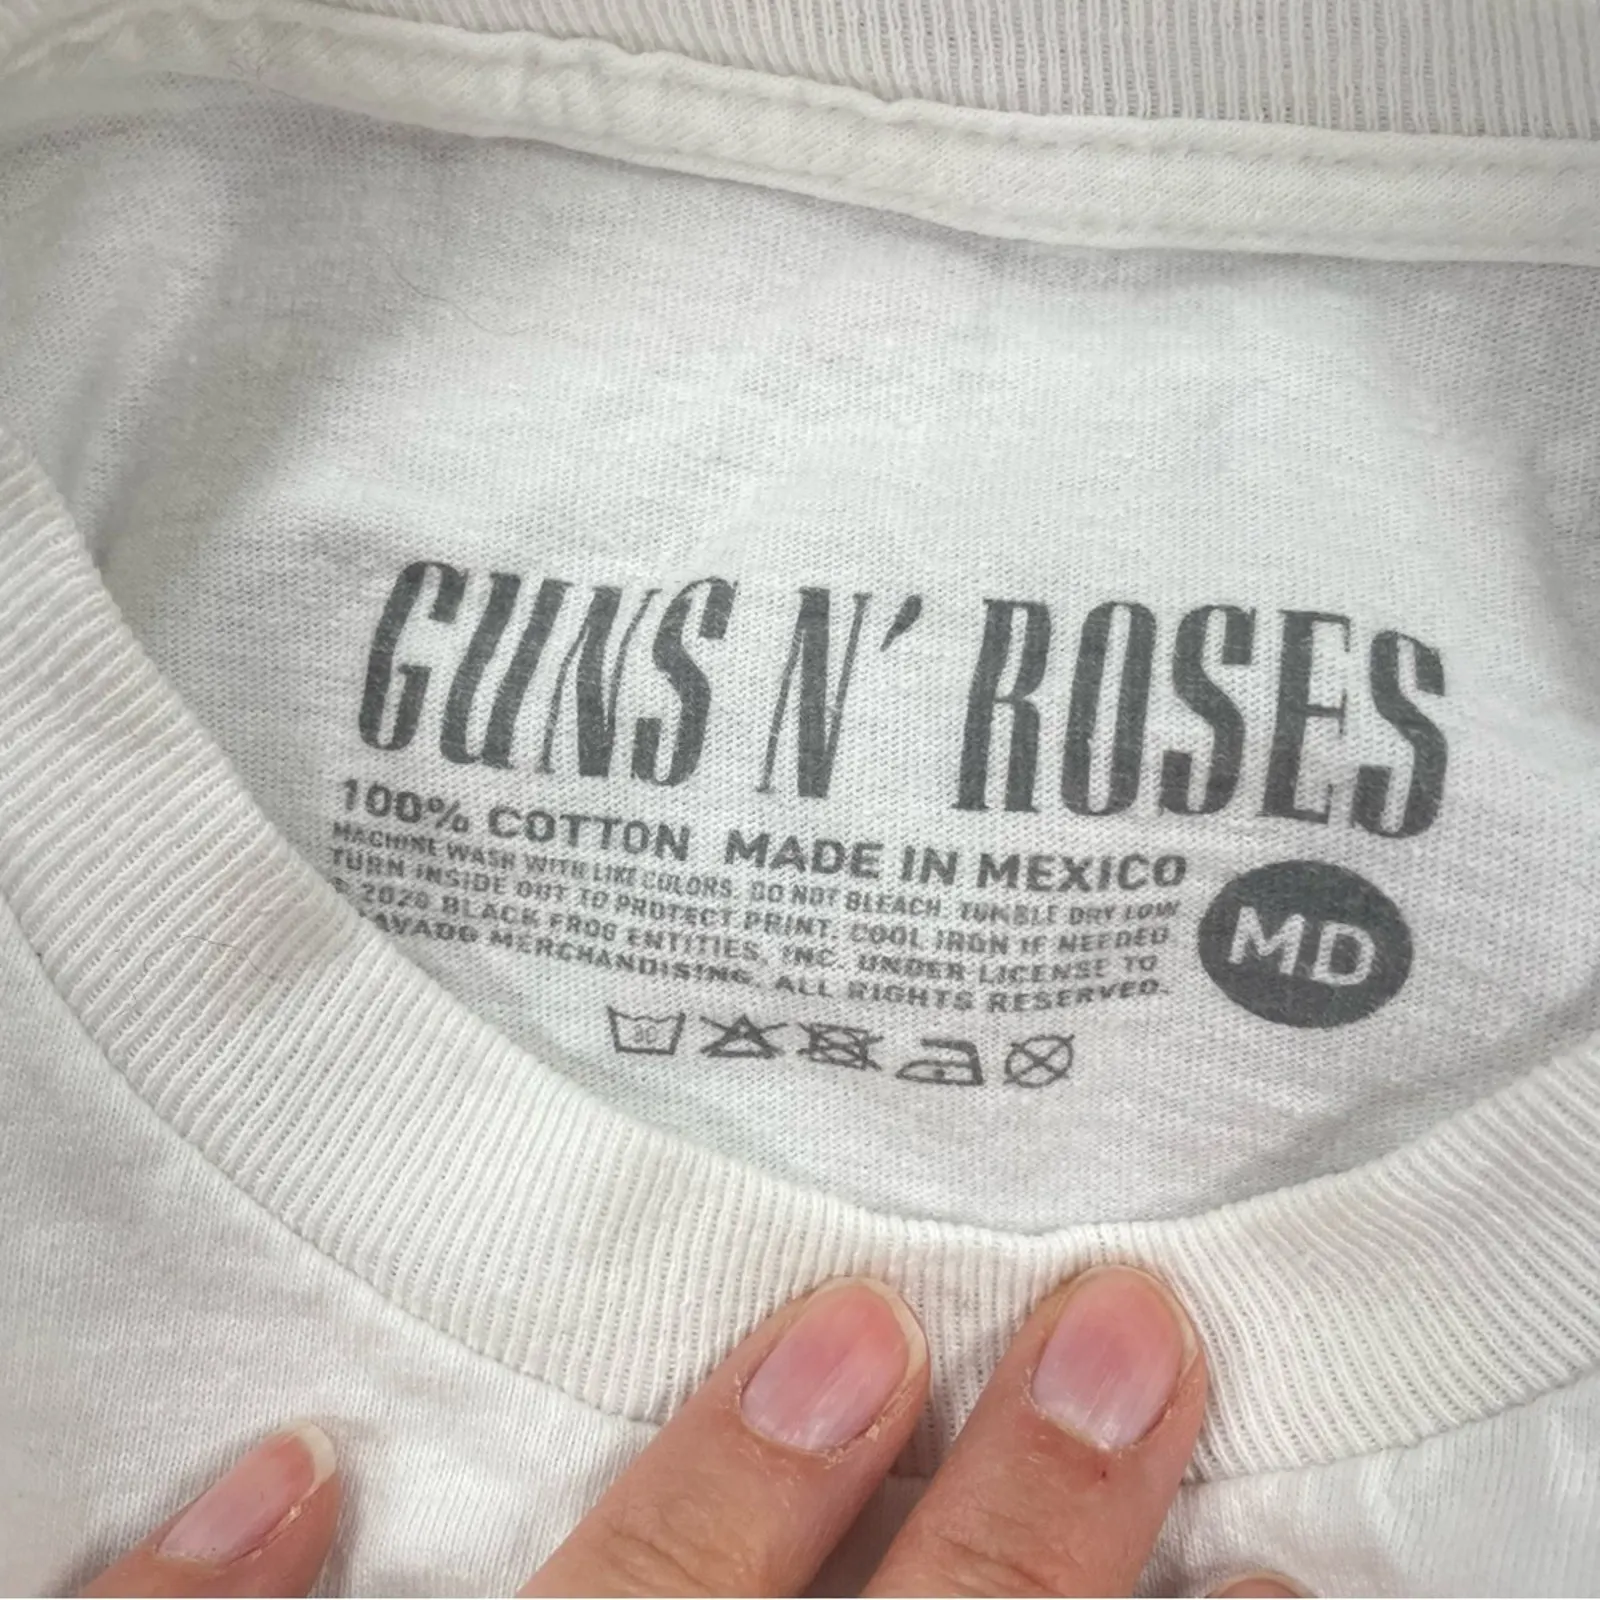 GUNS N' ROSES
100% COTTON MADE IN MEXICO
MACHINE WASH WITH LIKE COLORS. DO NOT BLEACH. TUMBLE DRY LOW
TURN INSIDE OUT TO PROTECT PRINT. COOL IRON IF NEEDED
© 2020 BLACK FROG ENTITIES, INC. UNDER LICENSE TO
AVADO MERCHANDISING. ALL RIGHTS RESERVED.
MD
30